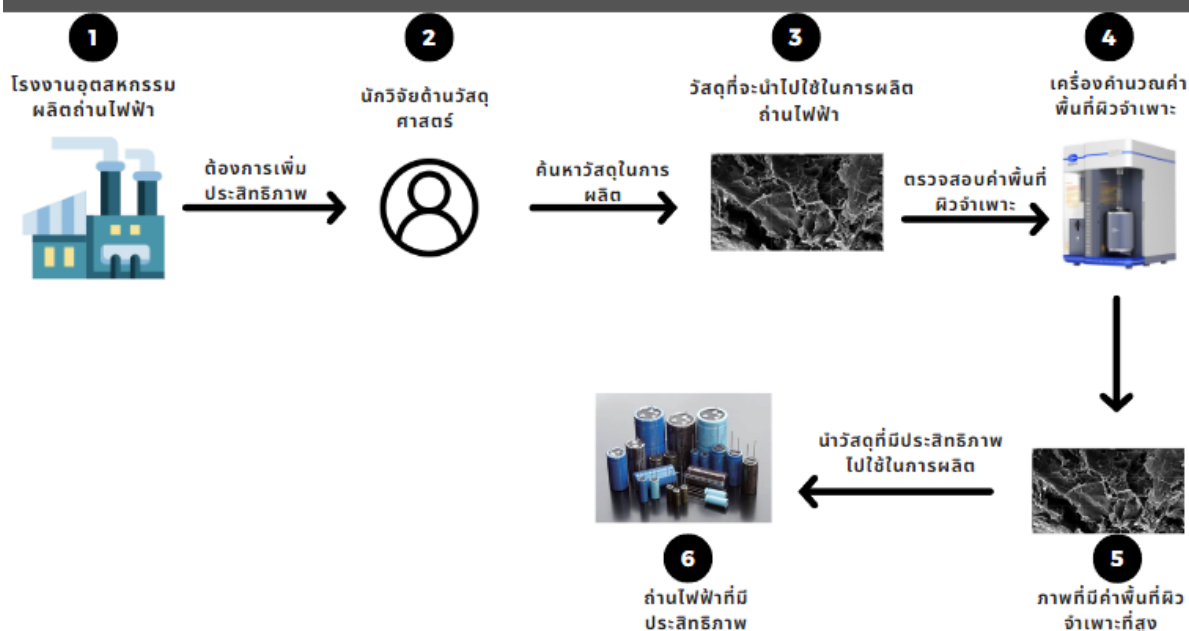 1
โรงงานอุตสหกรรม
ผลิตถ่านไฟฟ้า
ต้องการเพิ่ม
ประสิทธิภาพ
2
นักวิจัยด้านวัสดุ
ศาสตร์
ค้นหาวัสดุในการ
ผลิต
3
วัสดุที่จะนำไปใช้ในการผลิต
ถ่านไฟฟ้า
ตรวจสอบค่าพื้นที่
ผิวจำเพาะ
4
เครื่องคำนวณค่า
พื้นที่ผิวจำเพาะ
5
ภาพที่มีค่าพื้นที่ผิว
จำเพาะที่สูง
นำวัสดุที่มีประสิทธิภาพ
ไปใช้ในการผลิต
6
ถ่านไฟฟ้าที่มี
ประสิทธิภาพ